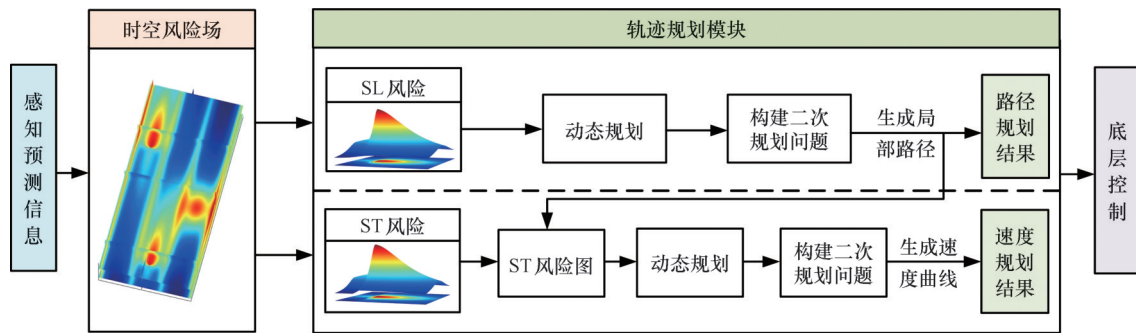 感知预测信息
时空风险场
轨迹规划模块
SL风险
动态规划
构建二次
规划问题
生成局
部路径
路径
规划
结果
ST风险
ST风险图
动态规划
构建二次
规划问题
生成速
度曲线
速度
规划
结果
底层控制